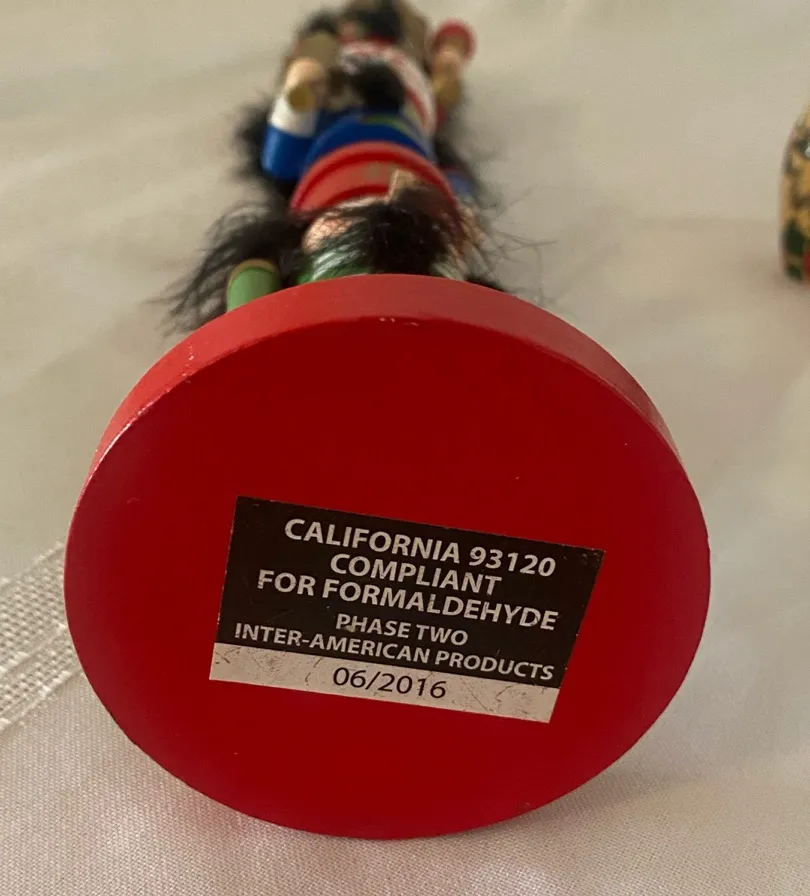 CALIFORNIA 93120
COMPLIANT
FOR FORMALDEHYDE
PHASE TWO
INTER-AMERICAN PRODUCTS
06/2016